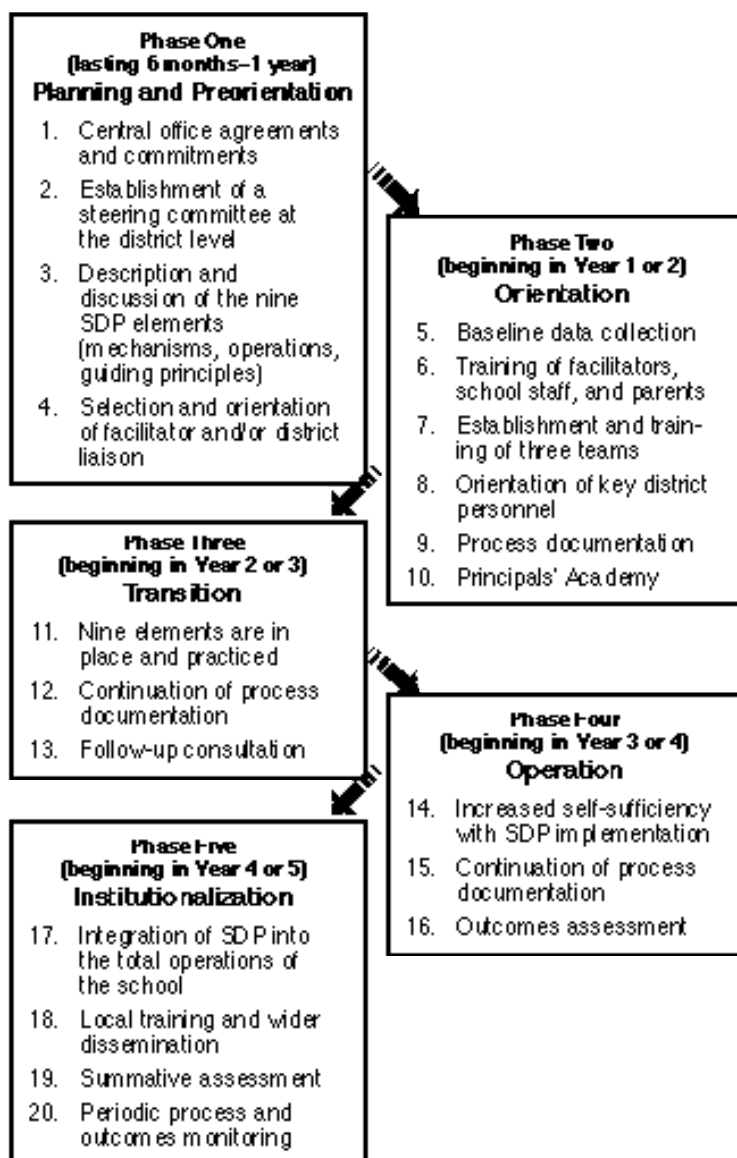 Phase One
(lasting 6 months–1 year)
Planning and Preorientation
1. Central office agreements
and commitments
2. Establishment of a
steering committee at
the district level
3. Description and
discussion of the nine
SDP elements
(mechanisms, operations,
guiding principles)
4. Selection and orientation
of facilitator and/or district
liaison
Phase Two
(beginning in Year 1 or 2)
Orientation
5. Baseline data collection
6. Training of facilitators,
school staff, and parents
7. Establishment and train-
ing of three teams
8. Orientation of key district
personnel
9. Process documentation
10. Principals' Academy
Phase Three
(beginning in Year 2 or 3)
Transition
11. Nine elements are in
place and practiced
12. Continuation of process
documentation
13. Follow-up consultation
Phase Four
(beginning in Year 3 or 4)
Operation
14. Increased self-sufficiency
with SDP implementation
15. Continuation of process
documentation
16. Outcomes assessment
Phase Five
(beginning in Year 4 or 5)
Institutionalization
17. Integration of SDP into
the total operations of
the school
18. Local training and wider
dissemination
19. Summative assessment
20. Periodic process and
outcomes monitoring